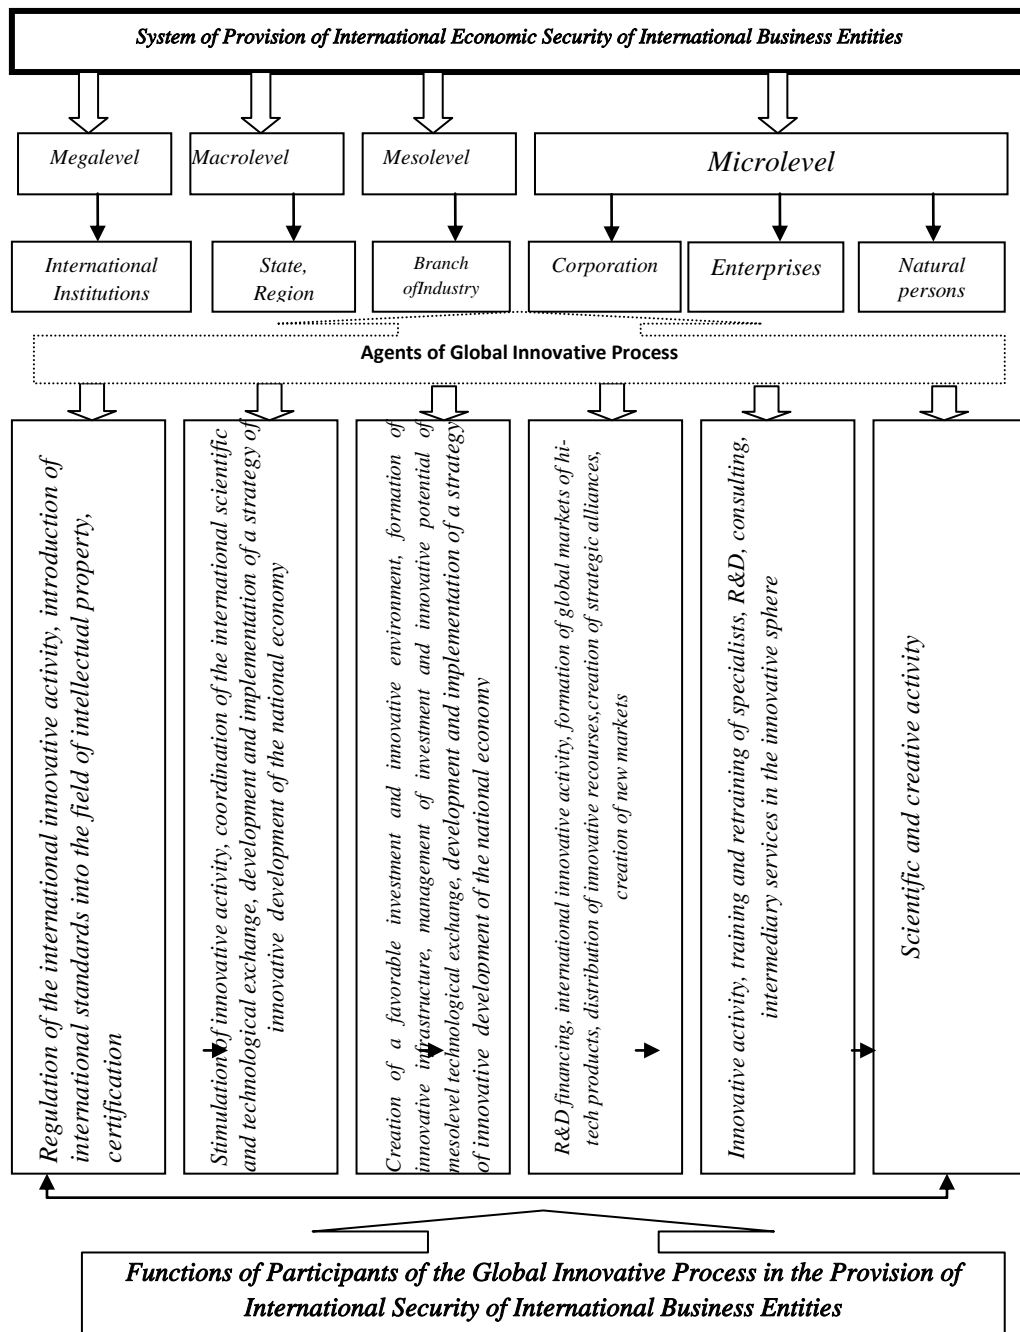 System of Provision of International Economic Security of International Business Entities
Megalevel
Macrolevel
Mesolevel
Microlevel
International
Institutions
State,
Region
Branch
ofIndustry
Corporation
Enterprises
Natural
persons
Agents of Global Innovative Process
Regulation of the international innovative activity, introduction of
international standards into the field of intellectual property,
certification
Stimulation of innovative activity, coordination of the international scientific
and technological exchange, development and implementation of a strategy of
innovative development of the national economy
Creation of a favorable investment and innovative environment, formation of
innovative infrastructure, management of investment and innovative potential of
mesolevel technological exchange, development and implementation of a strategy
of innovative development of the national economy
R&D financing, international innovative activity, formation of global markets of hi-
tech products, distribution of innovative recourses,creation of strategic alliances,
creation of new markets
Innovative activity, training and retraining of specialists, R&D, consulting,
intermediary services in the innovative sphere
Scientific and creative activity
Functions of Participants of the Global Innovative Process in the Provision of
International Security of International Business Entities